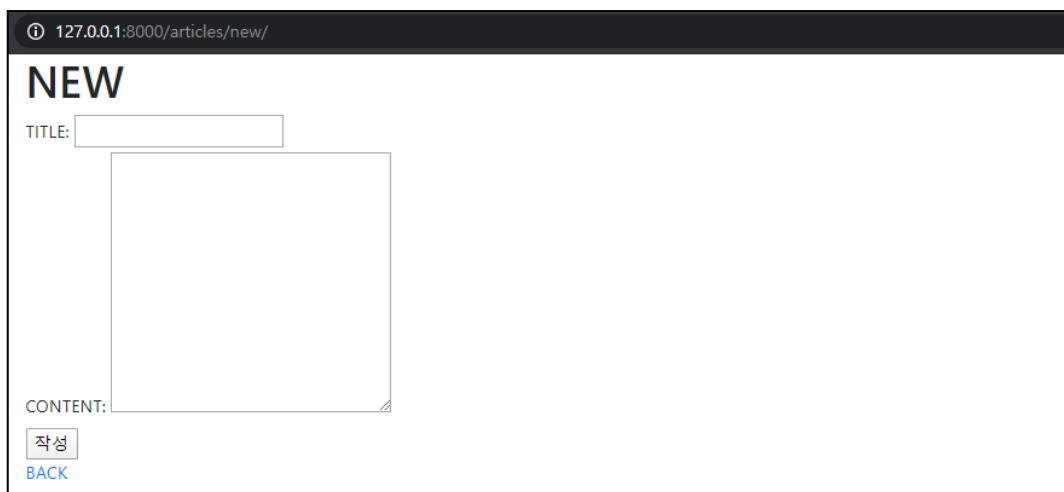 127.0.0.1:8000/articles/new/
NEW
TITLE:
CONTENT:
작성
BACK